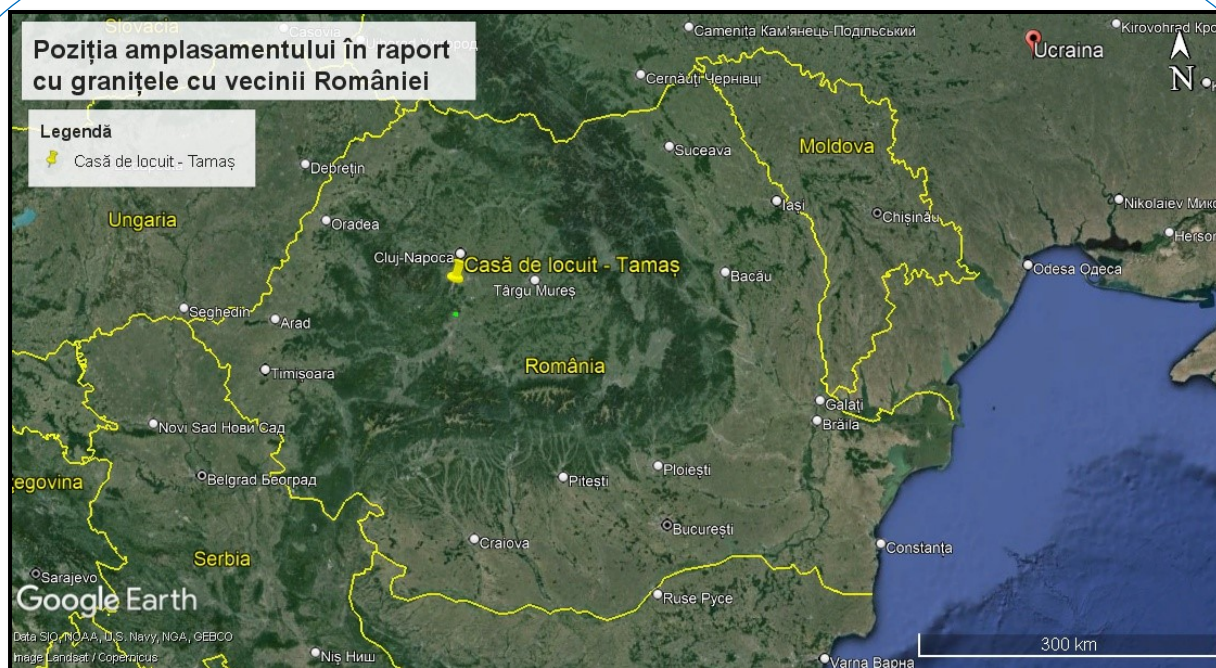 Slovacia
Poziția amplasamentului în raport
cu granițele cu vecinii României
Legendă
Casă de locuit - Tamaș
Camenița Кам'янець-Подільський
Kirovohrad Кро
Ucraina
N
Cernăuți Чернівці
Suceava
Moldova
Debrețin
Ungaria
Oradea
Iași
Chișinău
Nikolaiev Мико
Herson
Cluj-Napoca
Casă de locuit - Tamaș
Târgu Mureș
Bacău
Odesa Одеса
Seghedin
Arad
România
Timișoara
Galați
Brăila
Novi Sad Нови Сад
Ploiești
Pitești
egovina
Belgrad Београд
București
Craiova
Constanța
Serbia
Sarajevo
Ruse Русе
Google Earth
Data SIO, NOAA, U.S. Navy, NGA, GEBCO
Image Landsat / Copernicus
Niș Ниш
Varna Варна
300 km